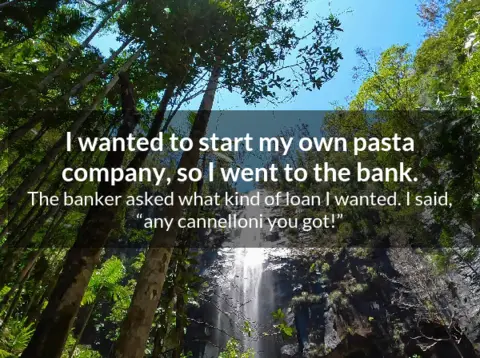 I wanted to start my own pasta
company, so I went to the bank.
The banker asked what kind of loan I wanted. I said,
“any cannelloni you got!”